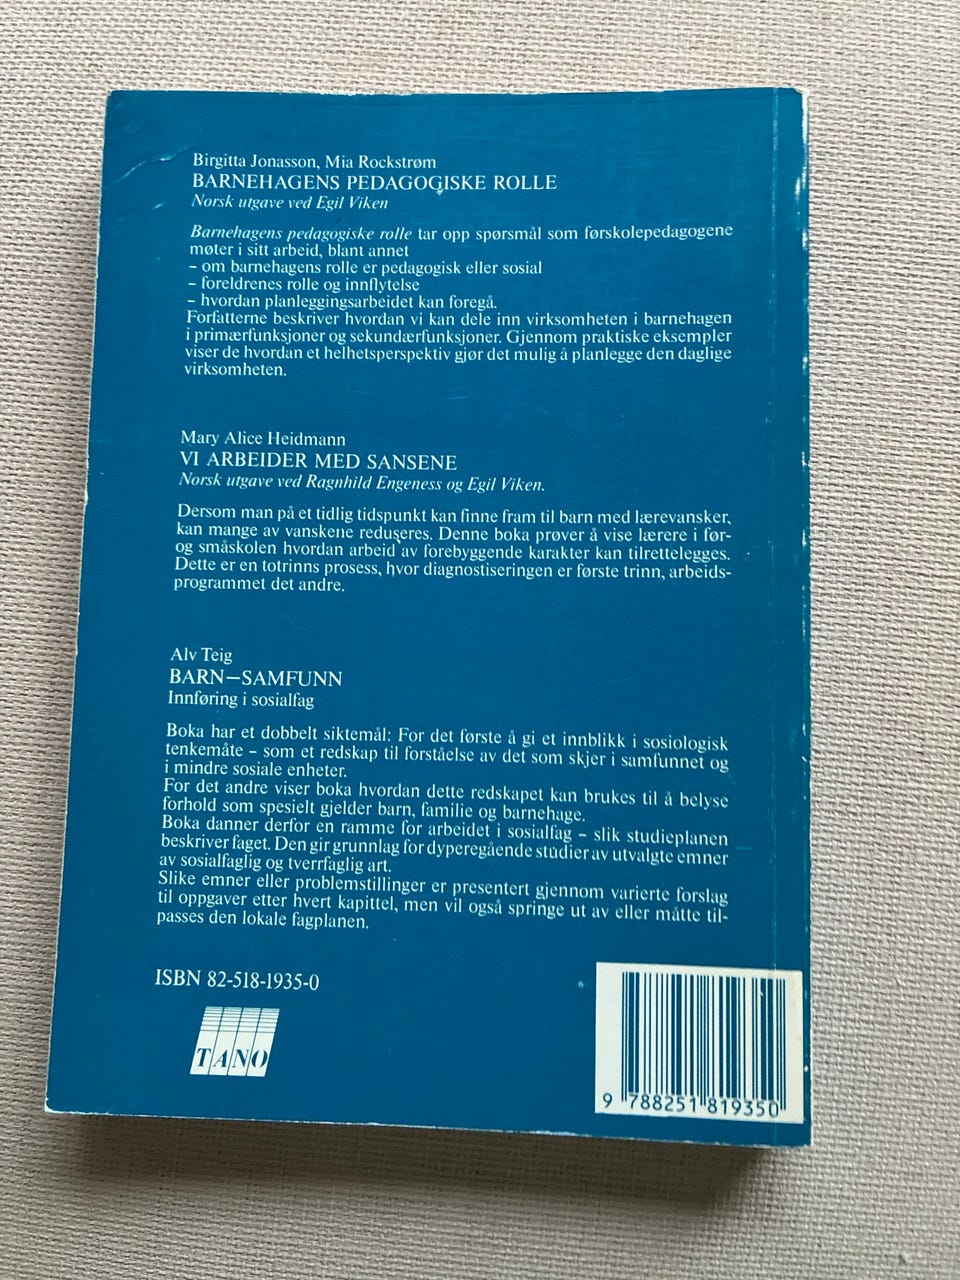 Birgitta Jonasson, Mia Rockstrøm
BARNEHAGENS PEDAGOGISKE ROLLE
Norsk utgave ved Egil Viken
Barnehagens pedagogiske rolle tar opp spørsmål som førskolepedagogene
møter i sitt arbeid, blant annet
– om barnehagens rolle er pedagogisk eller sosial
– foreldrenes rolle og innflytelse
– hvordan planleggingsarbeidet kan foregå.
Forfatterne beskriver hvordan vi kan dele inn virksomheten i barnehagen
i primærfunksjoner og sekundærfunksjoner. Gjennom praktiske eksempler
viser de hvordan et helhetsperspektiv gjør det mulig å planlegge den daglige
virksomheten.
Mary Alice Heidmann
VI ARBEIDER MED SANSENE
Norsk utgave ved Ragnhild Engeness og Egil Viken.
Dersom man på et tidlig tidspunkt kan finne fram til barn med lærevansker,
kan mange av vanskene reduseres. Denne boka prøver å vise lærere i før-
og småskolen hvordan arbeid av forebyggende karakter kan tilrettelegges.
Dette er en totrinns prosess, hvor diagnostiseringen er første trinn, arbeids-
programmet det andre.
Alv Teig
BARN–SAMFUNN
Innføring i sosialfag
Boka har et dobbelt siktemål: For det første å gi et innblikk i sosiologisk
tenkemåte – som et redskap til forståelse av det som skjer i samfunnet og
i mindre sosiale enheter.
For det andre viser boka hvordan dette redskapet kan brukes til å belyse
forhold som spesielt gjelder barn, familie og barnehage.
Boka danner derfor en ramme for arbeidet i sosialfag – slik studieplanen
beskriver faget. Den gir grunnlag for dyperegående studier av utvalgte emner
av sosialfaglig og tverrfaglig art.
Slike emner eller problemstillinger er presentert gjennom varierte forslag
til oppgaver etter hvert kapittel, men vil også springe ut av eller måtte til-
passes den lokale fagplanen.
ISBN 82-518-1935-0
TANO
9 788251 819350